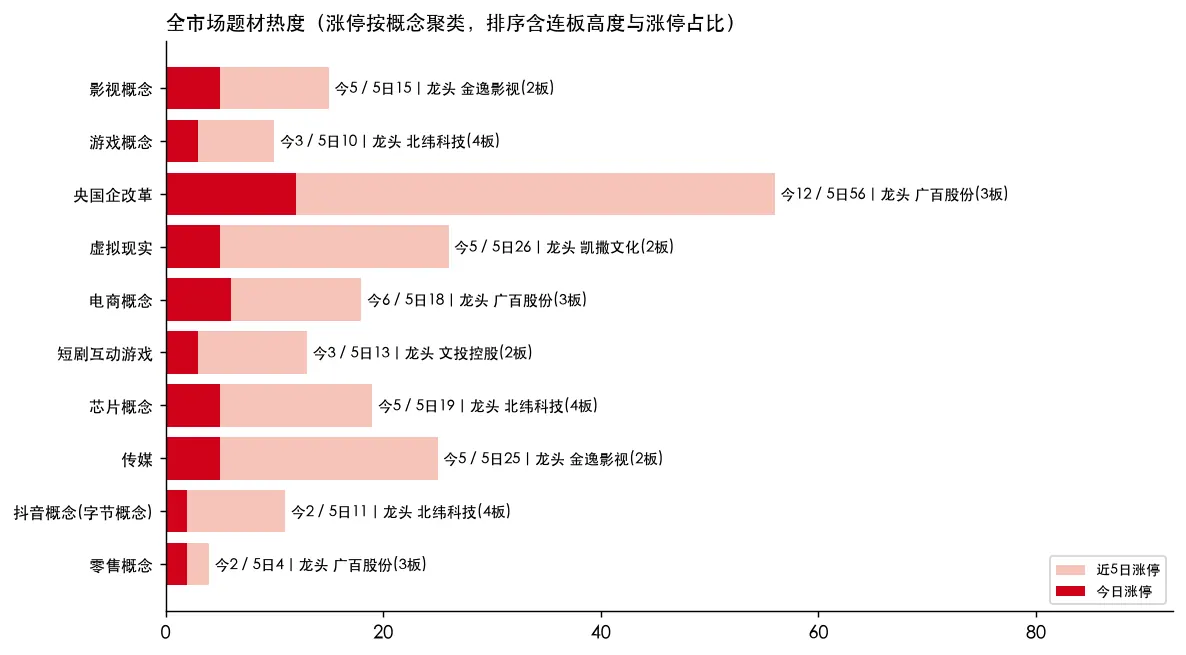 全市场题材热度（涨停按概念聚类，排序含连板高度与涨停占比）
影视概念 今5 / 5日15 | 龙头 金逸影视(2板)
游戏概念 今3 / 5日10 | 龙头 北纬科技(4板)
央国企改革 今12 / 5日56 | 龙头 广百股份(3板)
虚拟现实 今5 / 5日26 | 龙头 凯撒文化(2板)
电商概念 今6 / 5日18 | 龙头 广百股份(3板)
短剧互动游戏 今3 / 5日13 | 龙头 文投控股(2板)
芯片概念 今5 / 5日19 | 龙头 北纬科技(4板)
传媒 今5 / 5日25 | 龙头 金逸影视(2板)
抖音概念(字节概念) 今2 / 5日11 | 龙头 北纬科技(4板)
零售概念 今2 / 5日4 | 龙头 广百股份(3板)
近5日涨停
今日涨停
0 20 40 60 80